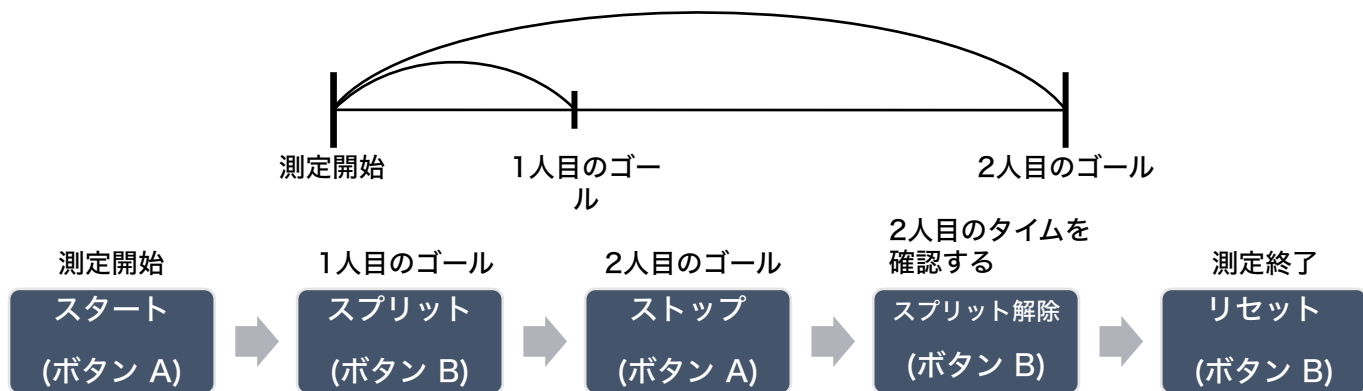 測定開始
1人目のゴー
ル
2人目のゴール
測定開始
1人目のゴール
2人目のゴール
2人目のタイムを
確認する
測定終了
スタート
(ボタン A)
スプリット
(ボタン B)
ストップ
(ボタン A)
スプリット解除
(ボタン B)
リセット
(ボタン B)